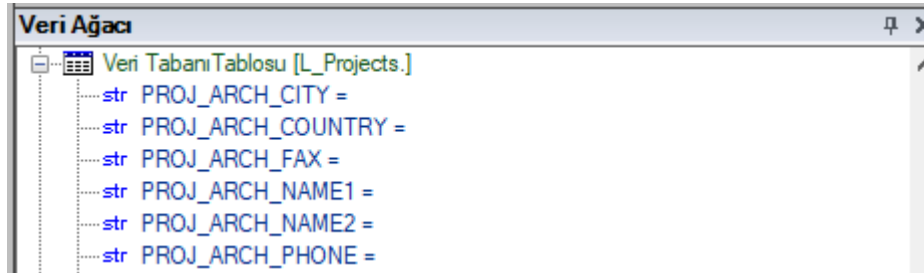 Veri Ağacı
Veri TabanıTablosu [L_Projects.]
str PROJ_ARCH_CITY =
str PROJ_ARCH_COUNTRY =
str PROJ_ARCH_FAX =
str PROJ_ARCH_NAME1 =
str PROJ_ARCH_NAME2 =
str PROJ_ARCH_PHONE =